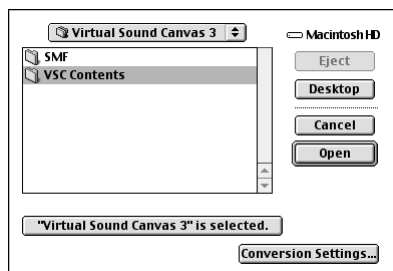 Virtual Sound Canvas 3
Macintosh HD
SMF
VSC Contents
Eject
Desktop
Cancel
Open
"Virtual Sound Canvas 3" is selected.
Conversion Settings...